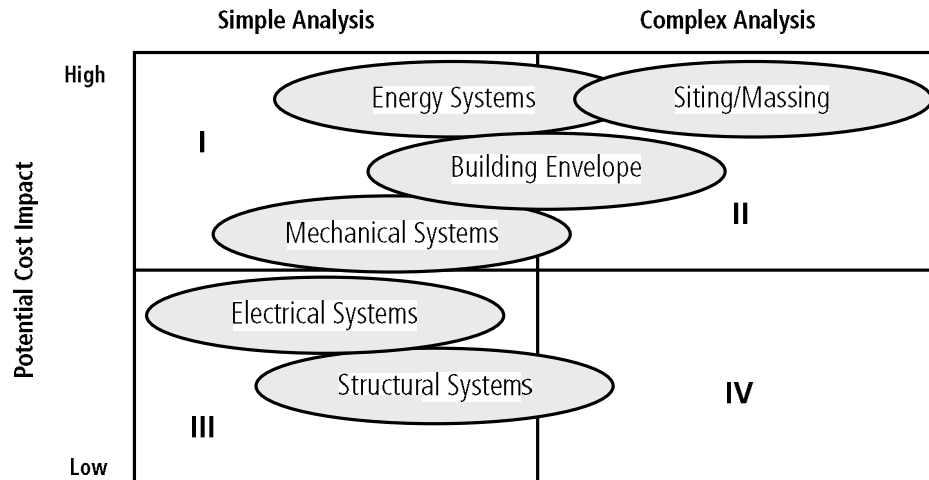 Simple Analysis
Complex Analysis
High
Energy Systems
Siting/Massing
I
Building Envelope
II
Mechanical Systems
Potential Cost Impact
Electrical Systems
Structural Systems
IV
III
Low